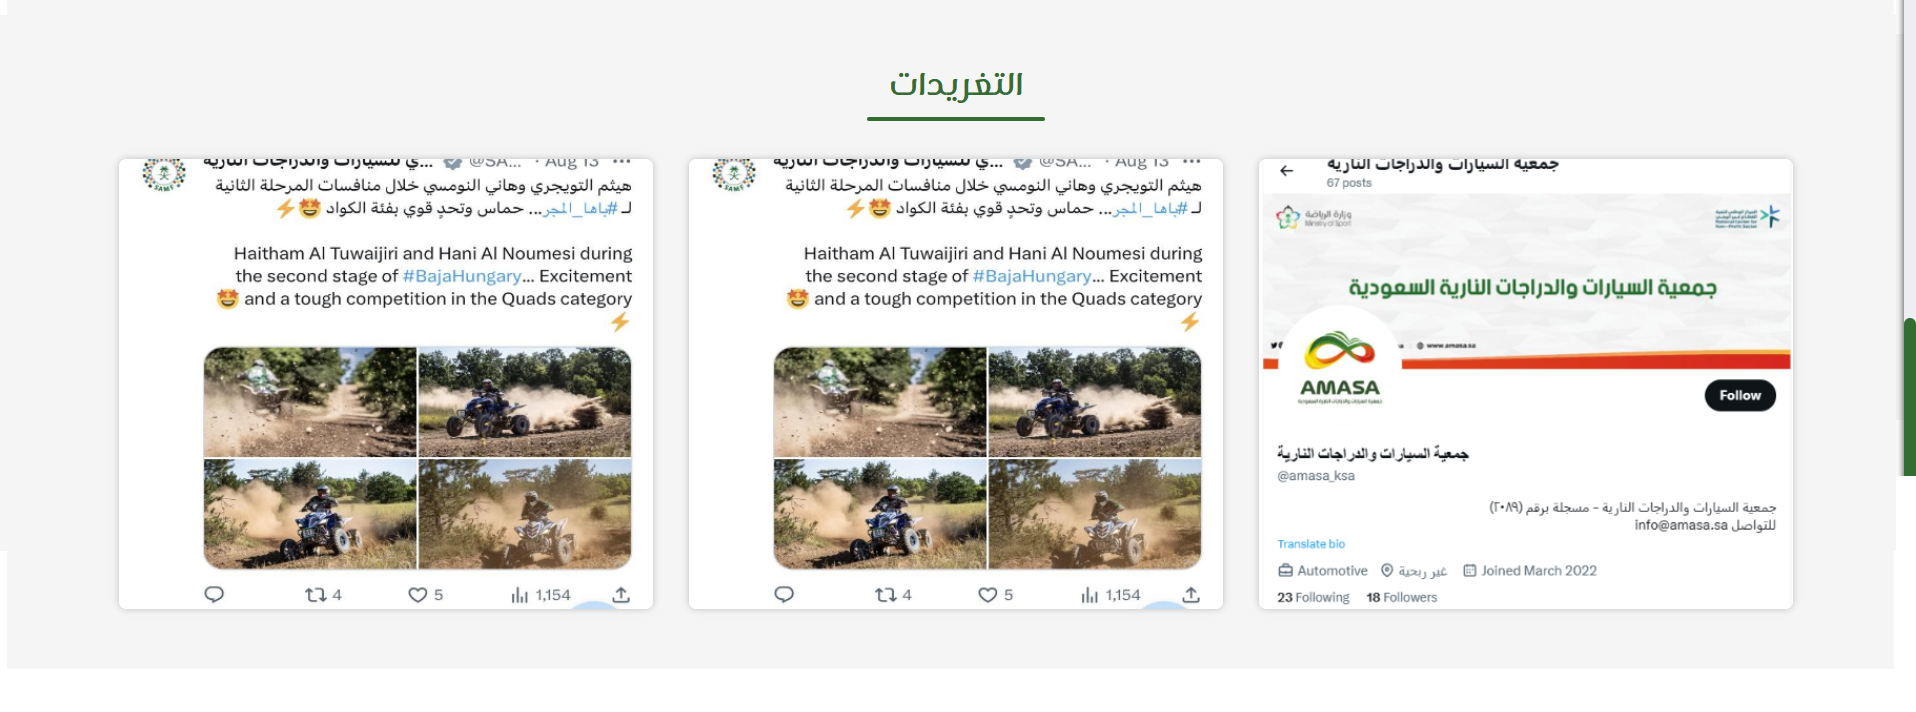 التغريدات
جمعية السيارات والدراجات النارية
67 posts
وزارة الرياضة
Ministry of Sport
جمعية السيارات والدراجات النارية السعودية
www.amasa.sa
AMASA
Follow
جمعية السيارات والدراجات النارية
@amasa_ksa
جمعية السيارات والدراجات النارية - مسجلة برقم (٢٠٨٩)
للتواصل info@amasa.sa
Translate bio
Automotive غير ربحية Joined March 2022
23 Following 18 Followers
ي للسيارات والدراجات النارية... @SA... · Aug 13 ...
SAMF
هيثم التويجري وهاني النومسي خلال منافسات المرحلة الثانية
لـ #باها_المجر... حماس وتحدٍ قوي بفئة الكواد 🤩⚡
Haitham Al Tuwaijiri and Hani Al Noumesi during
the second stage of #BajaHungary... Excitement
🤩 and a tough competition in the Quads category
⚡
4 5 1,154
ي للسيارات والدراجات النارية... @SA... · Aug 13 ...
SAMF
هيثم التويجري وهاني النومسي خلال منافسات المرحلة الثانية
لـ #باها_المجر... حماس وتحدٍ قوي بفئة الكواد 🤩⚡
Haitham Al Tuwaijiri and Hani Al Noumesi during
the second stage of #BajaHungary... Excitement
🤩 and a tough competition in the Quads category
⚡
4 5 1,154